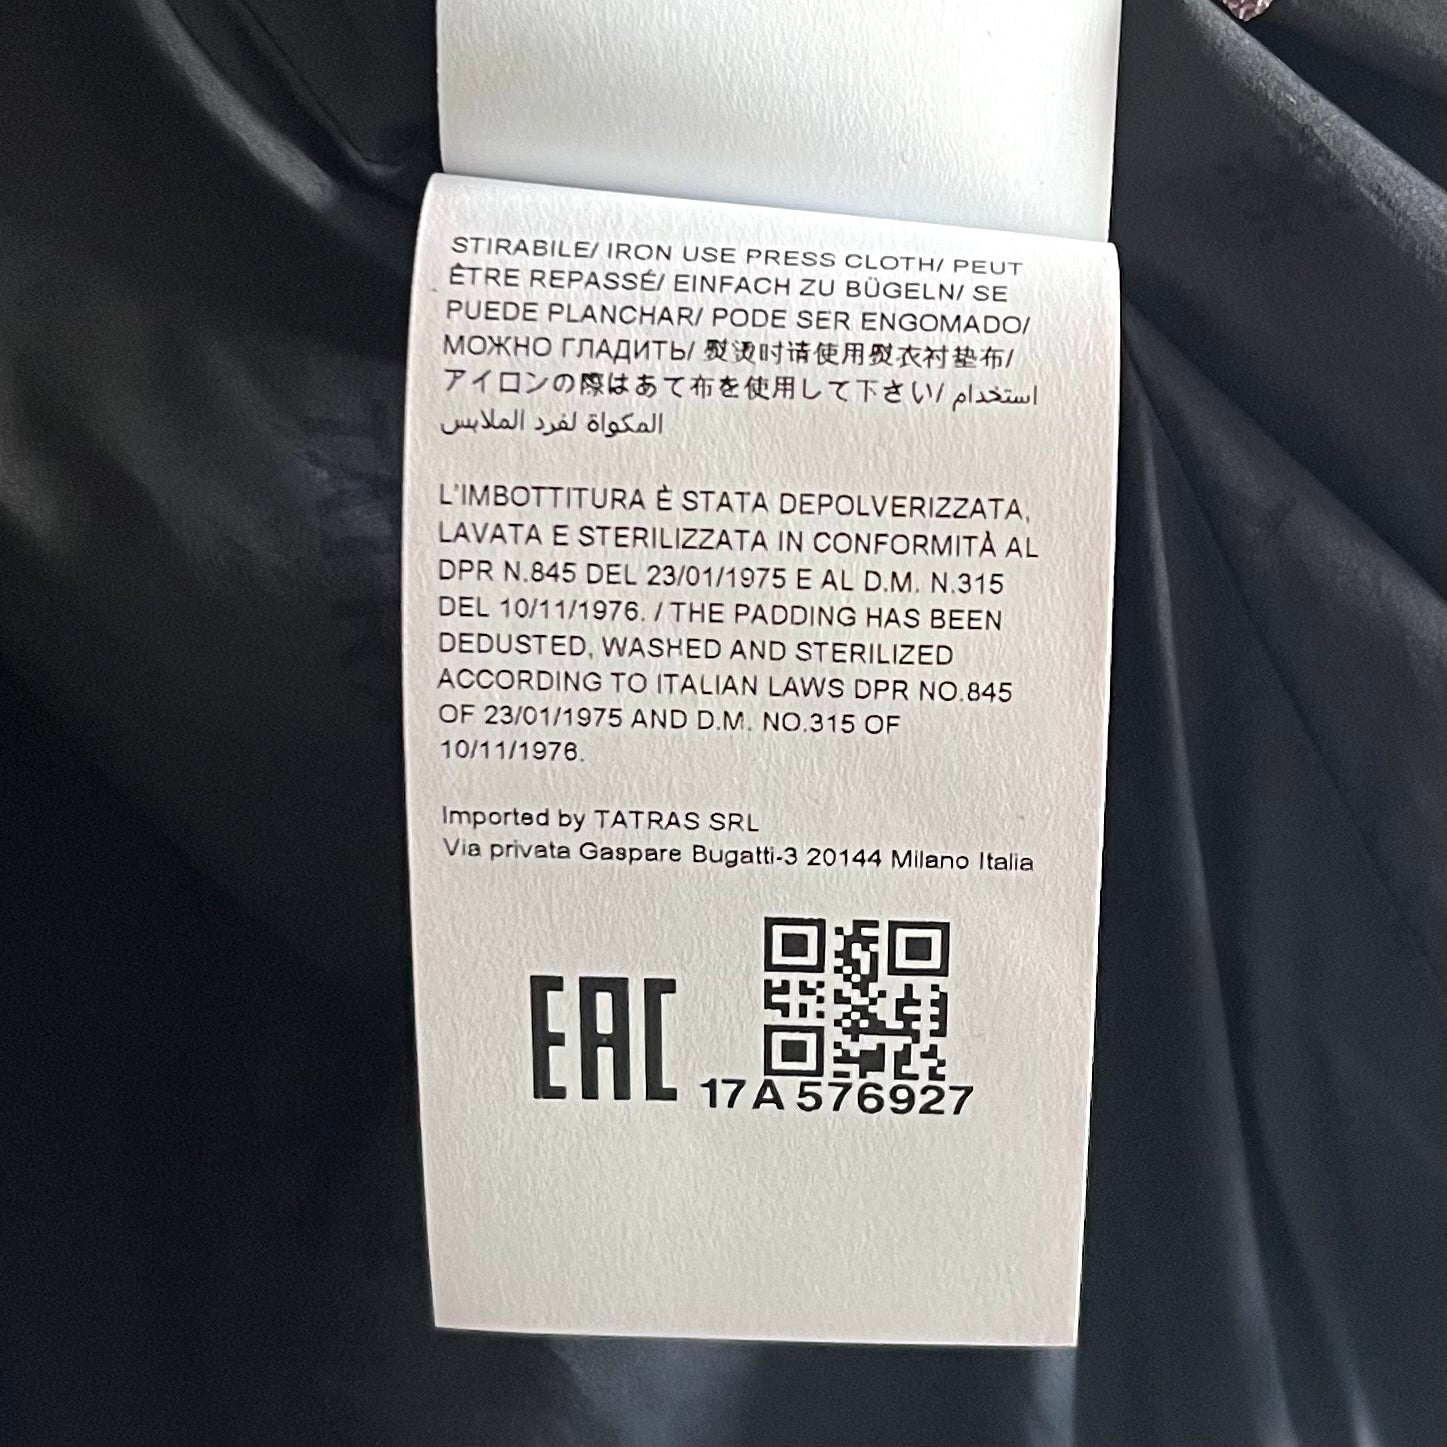 STIRABILE/ IRON USE PRESS CLOTH/ PEUT
ÊTRE REPASSÉ/ EINFACH ZU BÜGELN/ SE
PUEDE PLANCHAR/ PODE SER ENGOMADO/
МОЖНО ГЛАДИТЬ/ 熨烫时请使用熨衣衬垫布/
アイロンの際はあて布を使用して下さい/ استخدام
المكواة لفرد الملابس
L'IMBOTTITURA È STATA DEPOLVERIZZATA,
LAVATA E STERILIZZATA IN CONFORMITÀ AL
DPR N.845 DEL 23/01/1975 E AL D.M. N.315
DEL 10/11/1976. / THE PADDING HAS BEEN
DEDUSTED, WASHED AND STERILIZED
ACCORDING TO ITALIAN LAWS DPR NO.845
OF 23/01/1975 AND D.M. NO.315 OF
10/11/1976.
Imported by TATRAS SRL
Via privata Gaspare Bugatti-3 20144 Milano Italia
EAC
17A576927